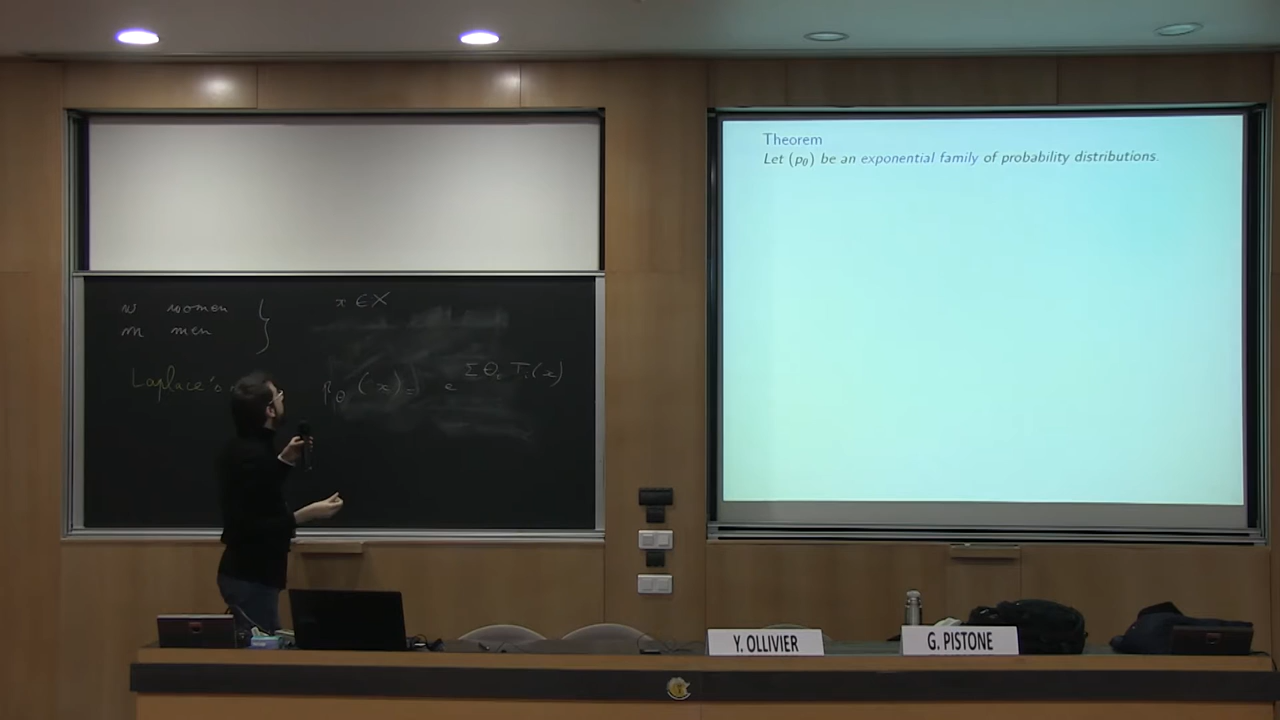 w women
m men
x ∈ X
Laplace's
p_θ (x) = e^{Σ θ_i T_i(x)}
Theorem
Let (p_θ) be an exponential family of probability distributions.
Y. OLLIVIER
G. PISTONE